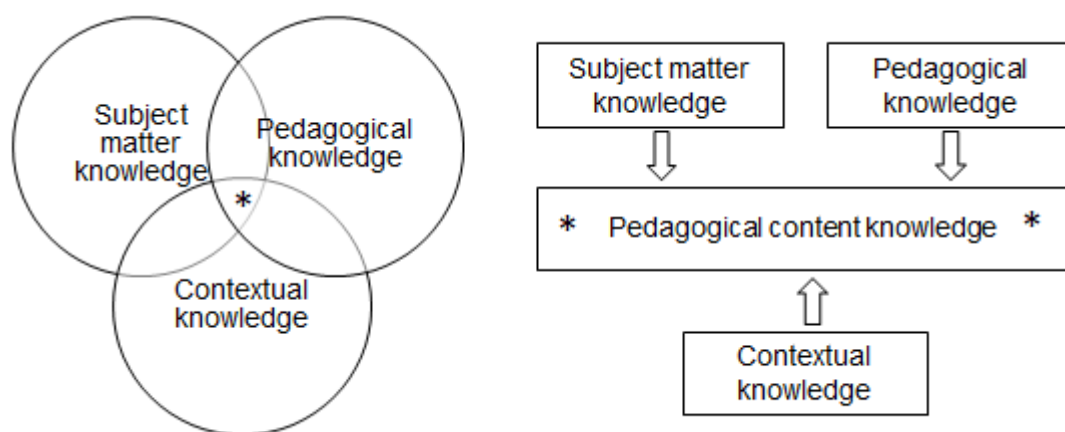 Subject
matter
knowledge
Pedagogical
knowledge
*
Contextual
knowledge
Subject matter
knowledge
Pedagogical
knowledge
* Pedagogical content knowledge *
Contextual
knowledge